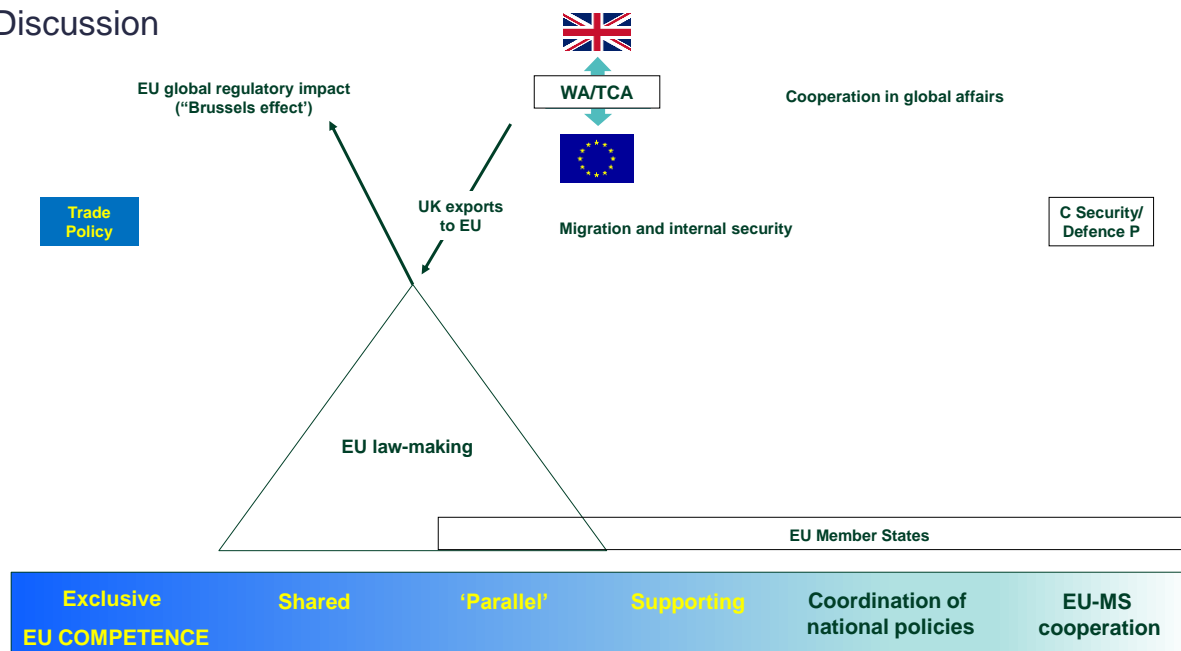 Discussion
EU global regulatory impact
(“Brussels effect’)
WA/TCA
Cooperation in global affairs
Trade
Policy
UK exports
to EU
Migration and internal security
C Security/
Defence P
EU law-making
EU Member States
Exclusive
EU COMPETENCE
Shared
‘Parallel’
Supporting
Coordination of
national policies
EU-MS
cooperation